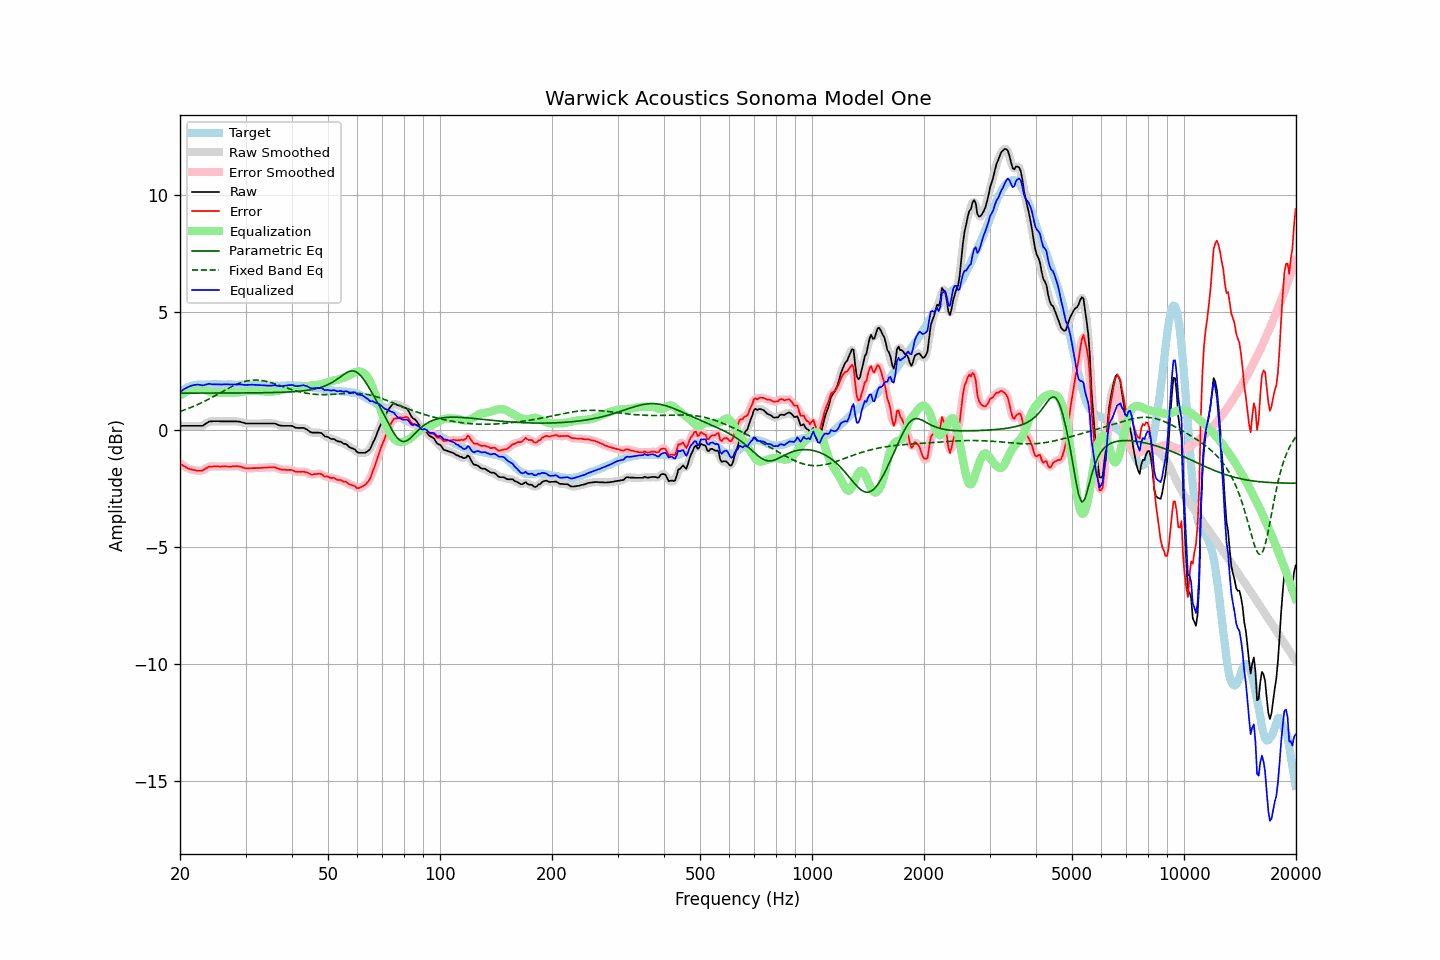 Warwick Acoustics Sonoma Model One
Target
Raw Smoothed
Error Smoothed
Raw
Error
Equalization
Parametric Eq
Fixed Band Eq
Equalized
Amplitude (dBr)
10
5
0
−5
−10
−15
20
50
100
200
500
1000
2000
5000
10000
20000
Frequency (Hz)